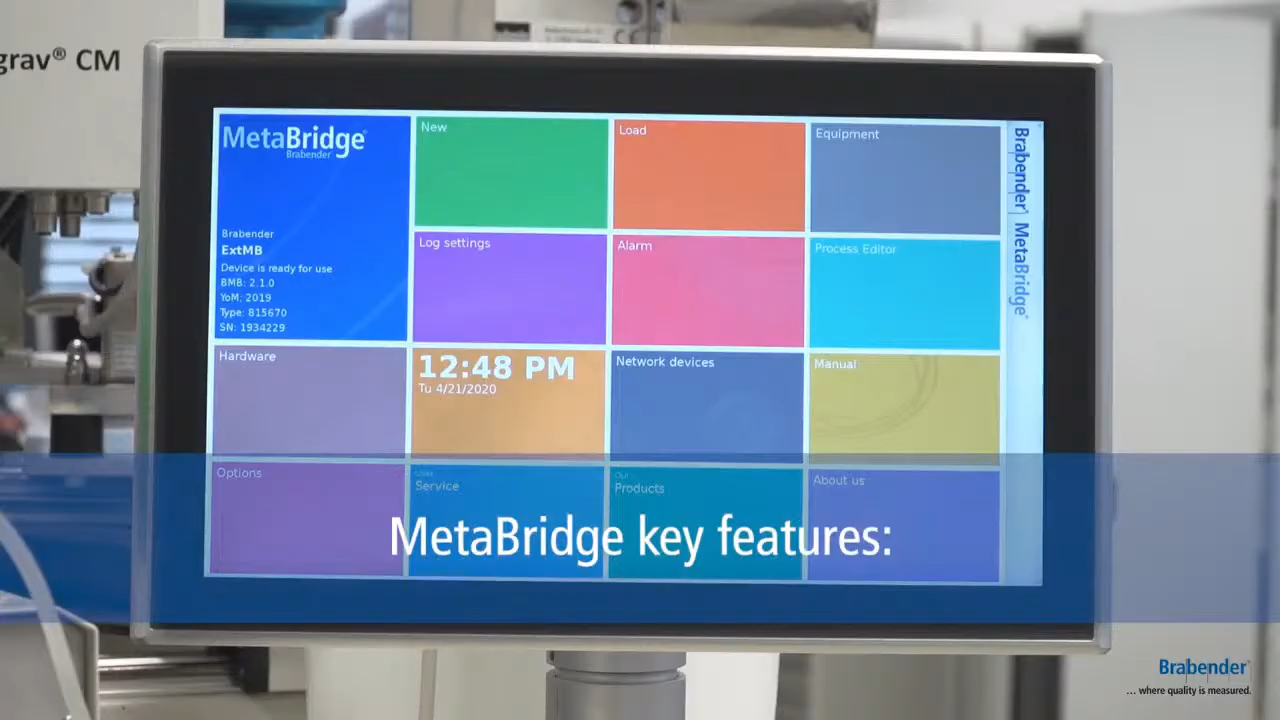 grav® CM
MetaBridge®
Brabender
Brabender
ExtMB
Device is ready for use
BMB: 2.1.0
YoM: 2019
Type: 815670
SN: 1934229
New
Load
Equipment
Log settings
Alarm
Process Editor
Hardware
12:48 PM
Tu 4/21/2020
Network devices
Manual
Options
Service
Our
Products
About us
Brabender® MetaBridge®
MetaBridge key features:
Brabender®
... where quality is measured.